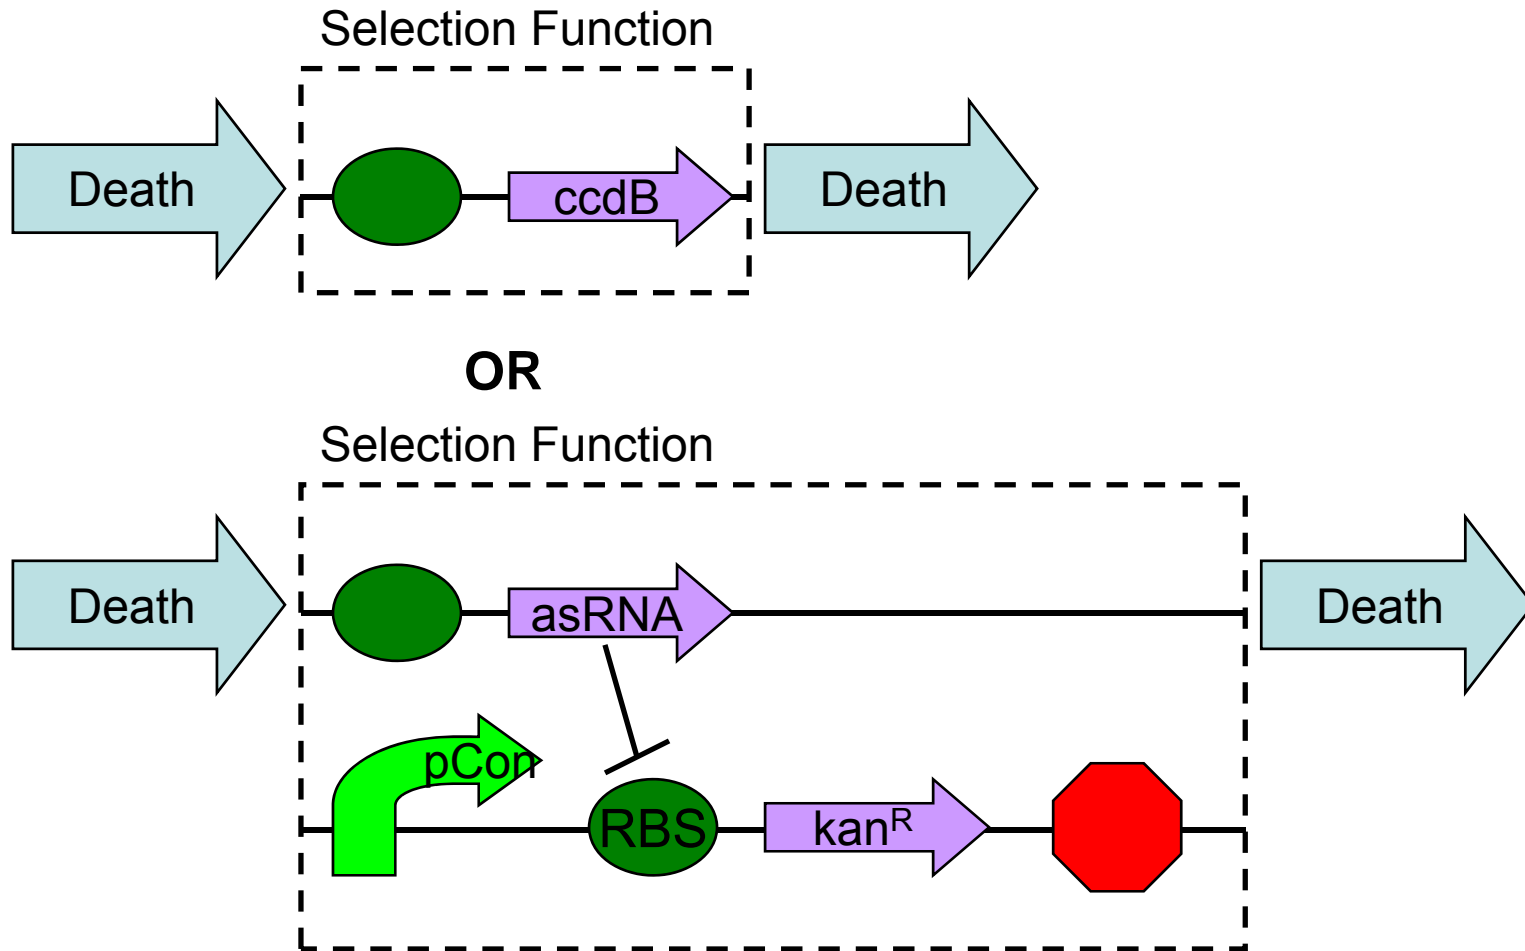 Selection Function
Death
ccdB
Death
OR
Selection Function
Death
asRNA
Death
pCon
RBS
kanᴿ